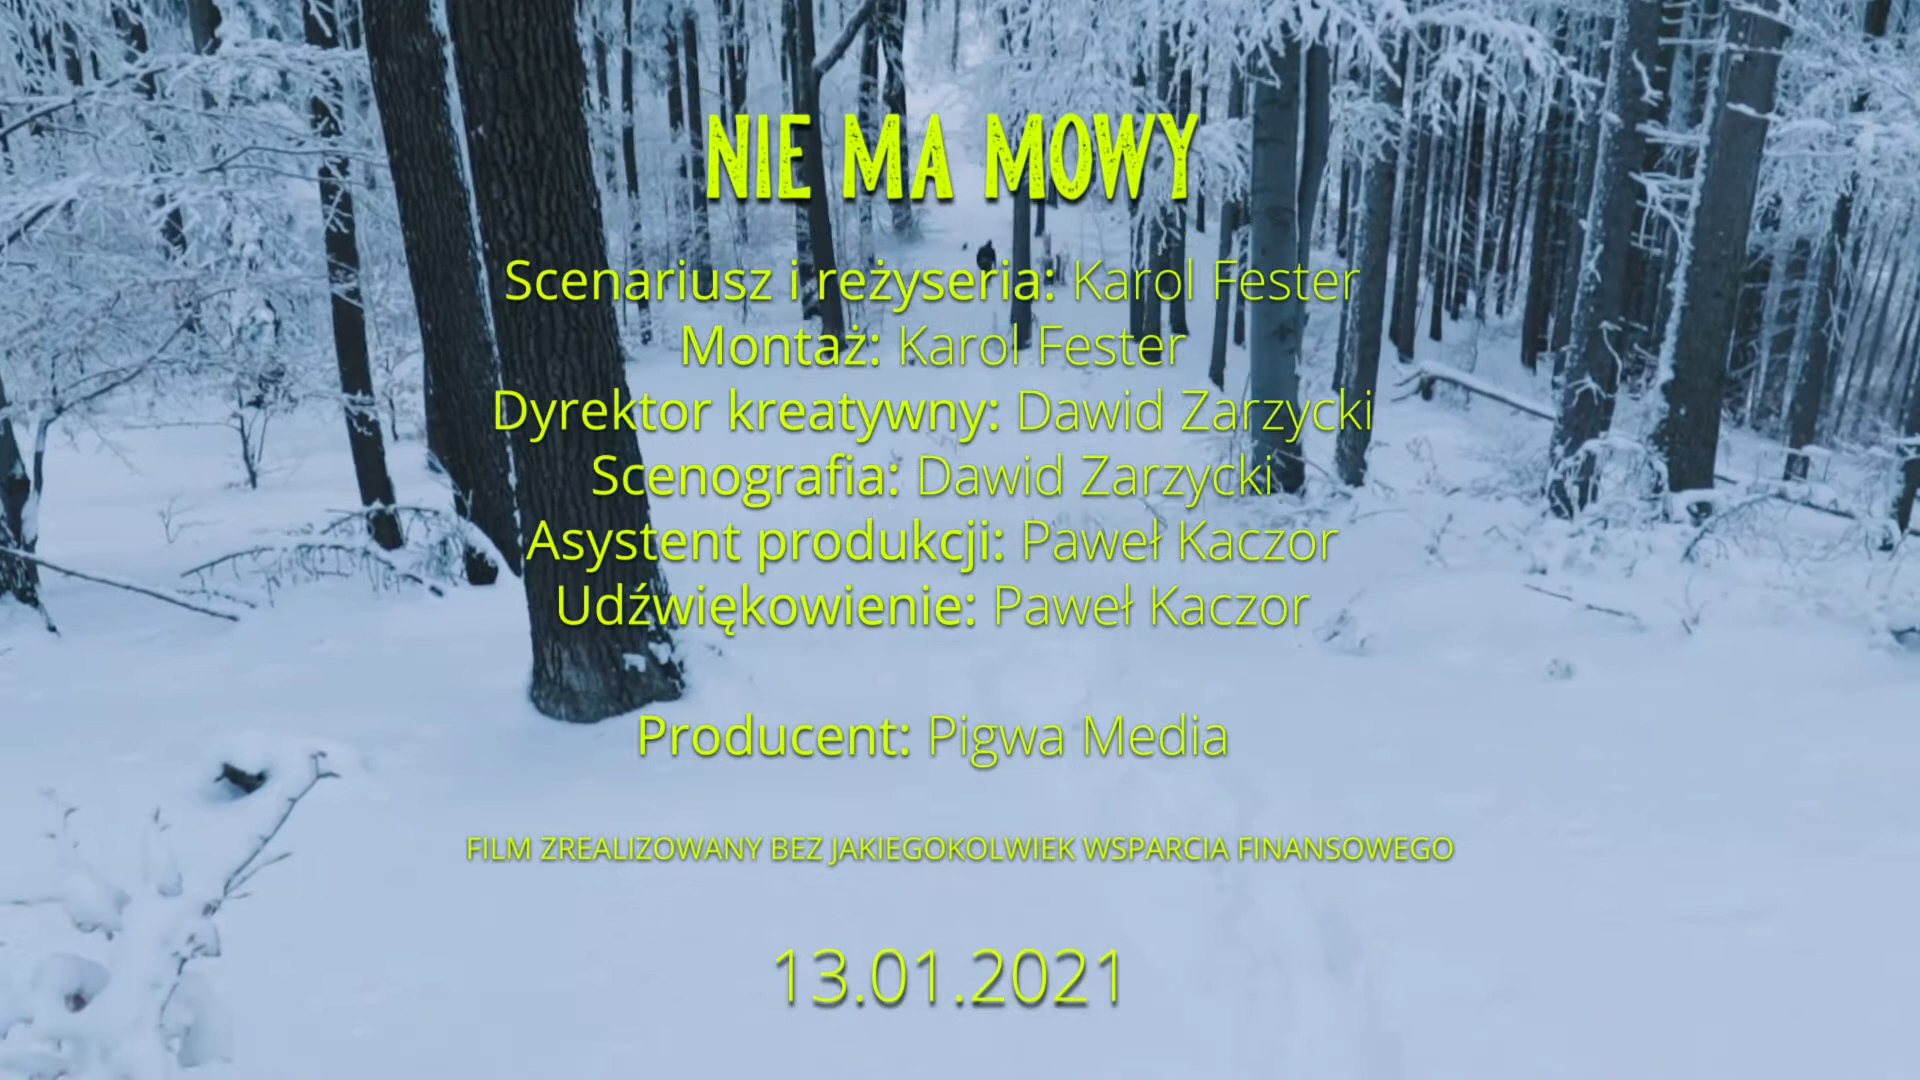 NIE MA MOWY
Scenariusz i reżyseria: Karol Fester
Montaż: Karol Fester
Dyrektor kreatywny: Dawid Zarzycki
Scenografia: Dawid Zarzycki
Asystent produkcji: Paweł Kaczor
Udźwiękowienie: Paweł Kaczor
Producent: Pigwa Media
FILM ZREALIZOWANY BEZ JAKIEGOKOLWIEK WSPARCIA FINANSOWEGO
13.01.2021